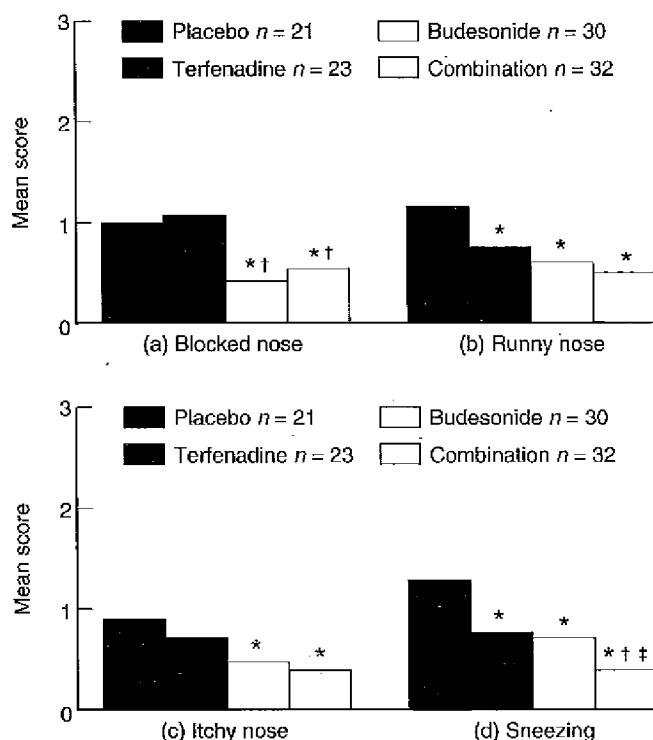 3
Placebo n = 21
Budesonide n = 30
Terfenadine n = 23
Combination n = 32
2
Mean score
1
* †
* †
*
*
*
0
(a) Blocked nose
(b) Runny nose
3
Placebo n = 21
Budesonide n = 30
Terfenadine n = 23
Combination n = 32
2
Mean score
1
*
*
*
*
* † ‡
0
(c) Itchy nose
(d) Sneezing